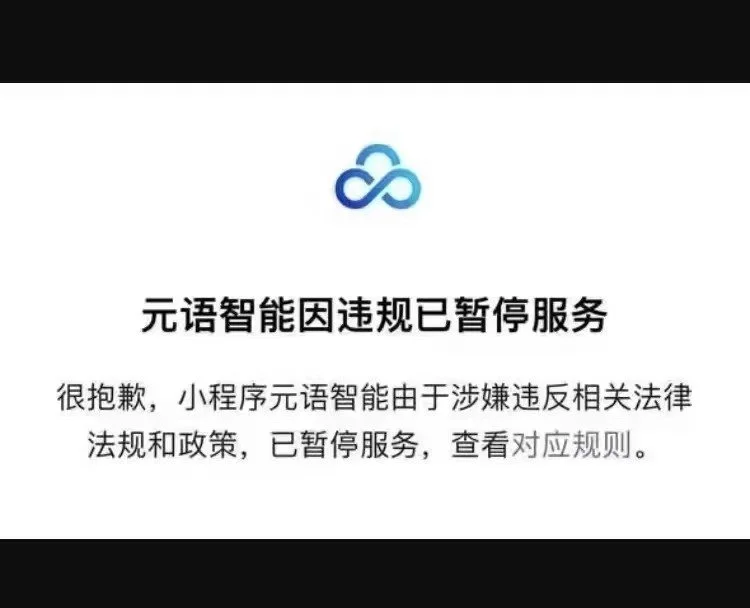 元语智能因违规已暂停服务
很抱歉，小程序元语智能由于涉嫌违反相关法律
法规和政策，已暂停服务，查看对应规则。